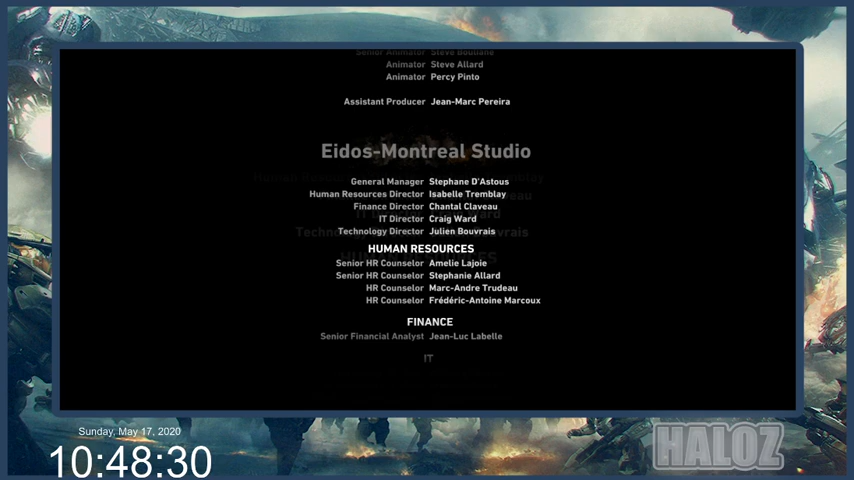 Senior Animator Steve Bouliane
Animator Steve Allard
Animator Percy Pinto
Assistant Producer Jean-Marc Pereira
Eidos-Montreal Studio
General Manager Stephane D'Astous
Human Resources Director Isabelle Tremblay
Finance Director Chantal Claveau
IT Director Craig Ward
Technology Director Julien Bouvrais
HUMAN RESOURCES
Senior HR Counselor Amelie Lajoie
Senior HR Counselor Stephanie Allard
HR Counselor Marc-Andre Trudeau
HR Counselor Frédéric-Antoine Marcoux
FINANCE
Senior Financial Analyst Jean-Luc Labelle
IT
Sunday, May 17, 2020
10:48:30
HALOZ